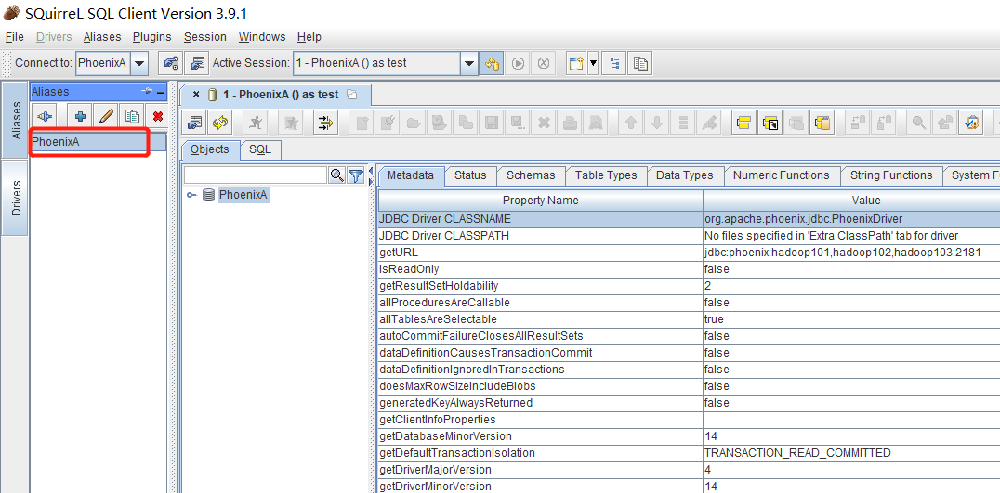 SQuirreL SQL Client Version 3.9.1
File Drivers Aliases Plugins Session Windows Help
Connect to: PhoenixA Active Session: 1 - PhoenixA () as test
Aliases
Drivers
Aliases
PhoenixA
1 - PhoenixA () as test
Objects SQL
PhoenixA
Metadata Status Schemas Table Types Data Types Numeric Functions String Functions System F
Property Name Value
JDBC Driver CLASSNAME org.apache.phoenix.jdbc.PhoenixDriver
JDBC Driver CLASSPATH No files specified in 'Extra ClassPath' tab for driver
getURL jdbc:phoenix:hadoop101,hadoop102,hadoop103:2181
isReadOnly false
getResultSetHoldability 2
allProceduresAreCallable false
allTablesAreSelectable true
autoCommitFailureClosesAllResultSets false
dataDefinitionCausesTransactionCommit false
dataDefinitionIgnoredInTransactions false
doesMaxRowSizeIncludeBlobs false
generatedKeyAlwaysReturned false
getClientInfoProperties
getDatabaseMinorVersion 14
getDefaultTransactionIsolation TRANSACTION_READ_COMMITTED
getDriverMajorVersion 4
getDriverMinorVersion 14